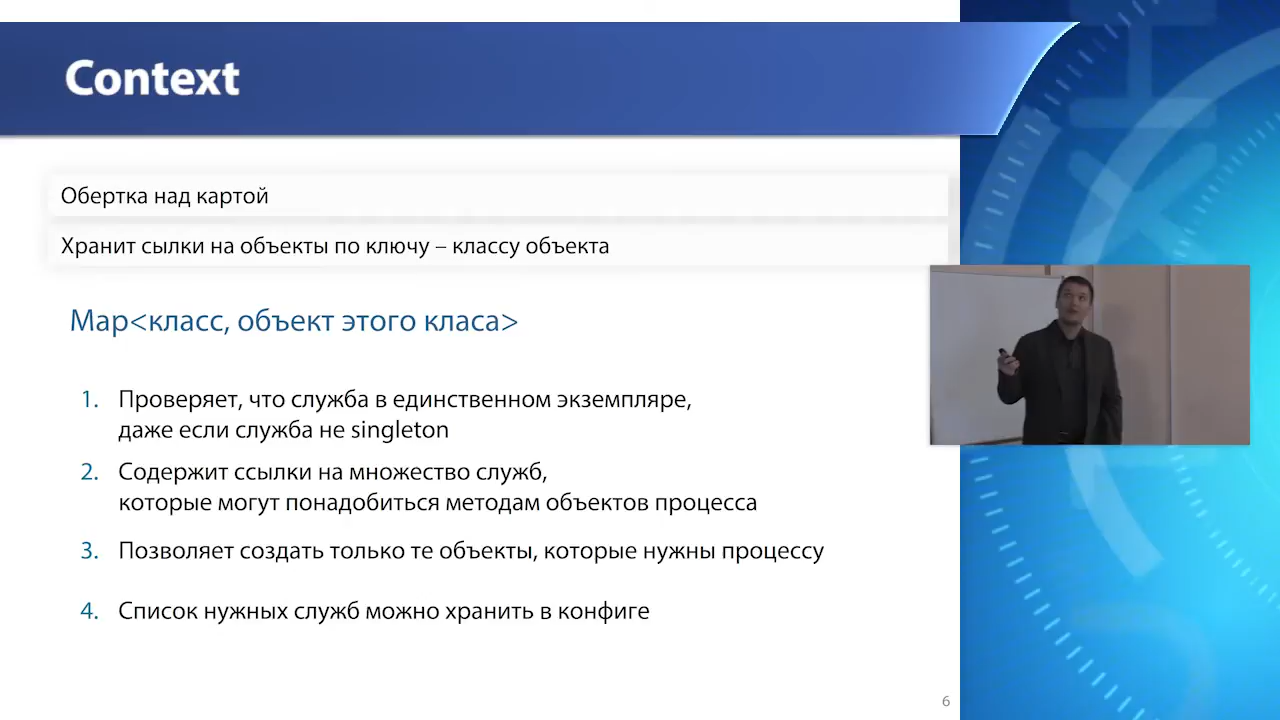 Context
Обертка над картой
Хранит сылки на объекты по ключу – классу объекта
Map<класс, объект этого класа>
1. Проверяет, что служба в единственном экземпляре,
даже если служба не singleton
2. Содержит ссылки на множество служб,
которые могут понадобиться методам объектов процесса
3. Позволяет создать только те объекты, которые нужны процессу
4. Список нужных служб можно хранить в конфиге
6